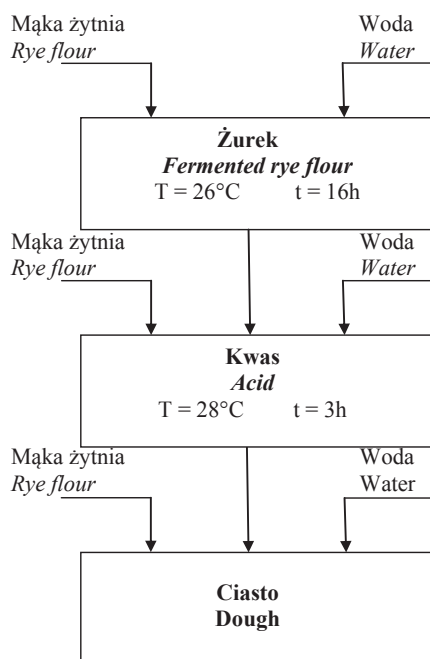 Mąka żytnia
Rye flour
Woda
Water
Żurek
Fermented rye flour
T = 26°C t = 16h
Mąka żytnia
Rye flour
Woda
Water
Kwas
Acid
T = 28°C t = 3h
Mąka żytnia
Rye flour
Woda
Water
Ciasto
Dough